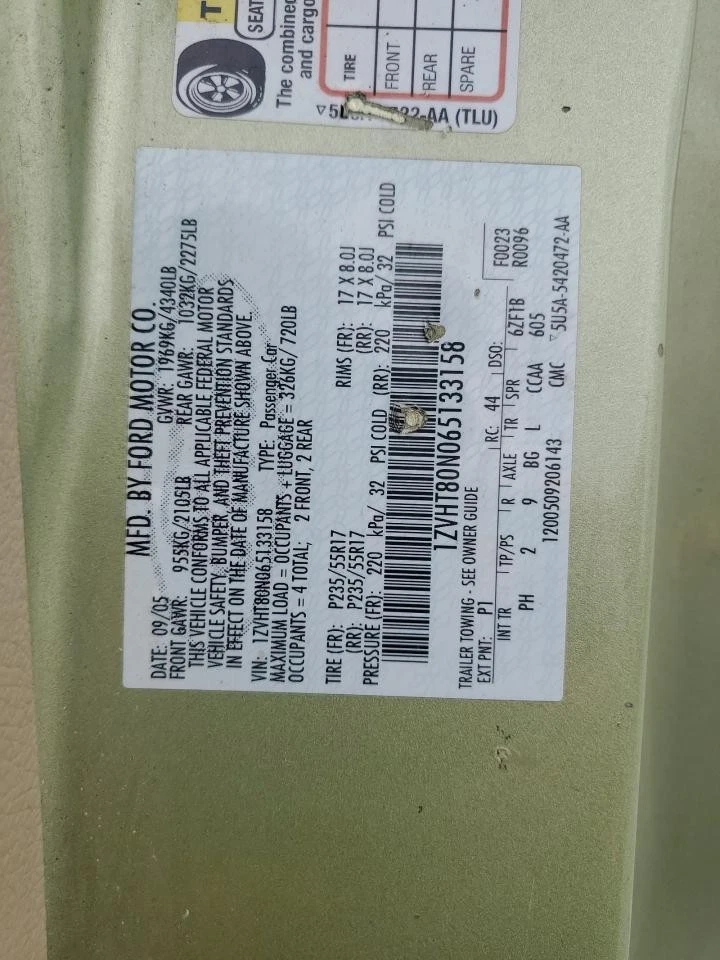 T
SEAT
The combined
and cargo
TIRE
FRONT
REAR
SPARE
22-AA (TLU)
MFD. BY FORD MOTOR CO.
DATE: 09/05 GVWR: 1969KG/4340LB
FRONT GAWR: 955KG/2105LB REAR GAWR: 1032KG/2275LB
THIS VEHICLE CONFORMS TO ALL APPLICABLE FEDERAL MOTOR
VEHICLE SAFETY, BUMPER, AND THEFT PREVENTION STANDARDS
IN EFFECT ON THE DATE OF MANUFACTURE SHOWN ABOVE.
VIN: 1ZVHT80N065133158 TYPE: Passenger Car
MAXIMUM LOAD = OCCUPANTS + LUGGAGE = 326KG/720LB
OCCUPANTS = 4 TOTAL; 2 FRONT, 2 REAR
TIRE (FR): P235/55R17 RIMS (FR): 17 X 8.0J
(RR): P235/55R17 (RR): 17 X 8.0J
PRESSURE (FR): 220 kPa/ 32 PSI COLD (RR): 220 kPa/ 32 PSI COLD
1ZVHT80N065133158
TRAILER TOWING - SEE OWNER GUIDE
EXT PNT: P1 RC: 44 DSO: F0023
R0096
INT TR TP/PS R AXLE TR SPR 6ZF1B
PH 2 9 BG L CCAA 605
1200509206143 CMC ▽5U5A-5420472-AA